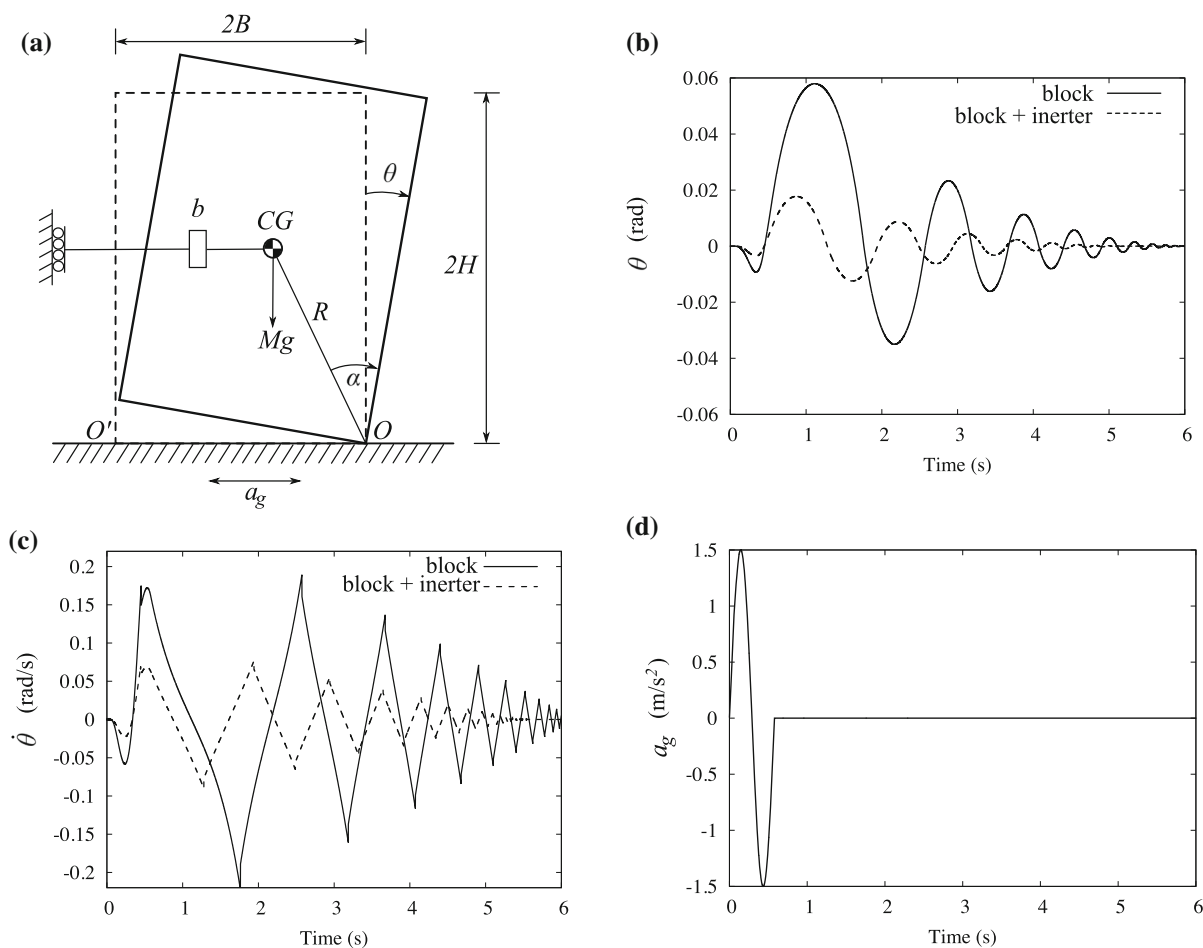 (a)
2B
θ
b
CG
2H
R
Mg
α
O'
O
a_g
(b)
0.06
block
block + inerter
0.04
0.02
0
-0.02
-0.04
-0.06
θ (rad)
0 1 2 3 4 5 6
Time (s)
(c)
0.2
block
block + inerter
0.15
0.1
0.05
0
-0.05
-0.1
-0.15
-0.2
θ̇ (rad/s)
0 1 2 3 4 5 6
Time (s)
(d)
1.5
1
0.5
0
-0.5
-1
-1.5
a_g (m/s²)
0 1 2 3 4 5 6
Time (s)